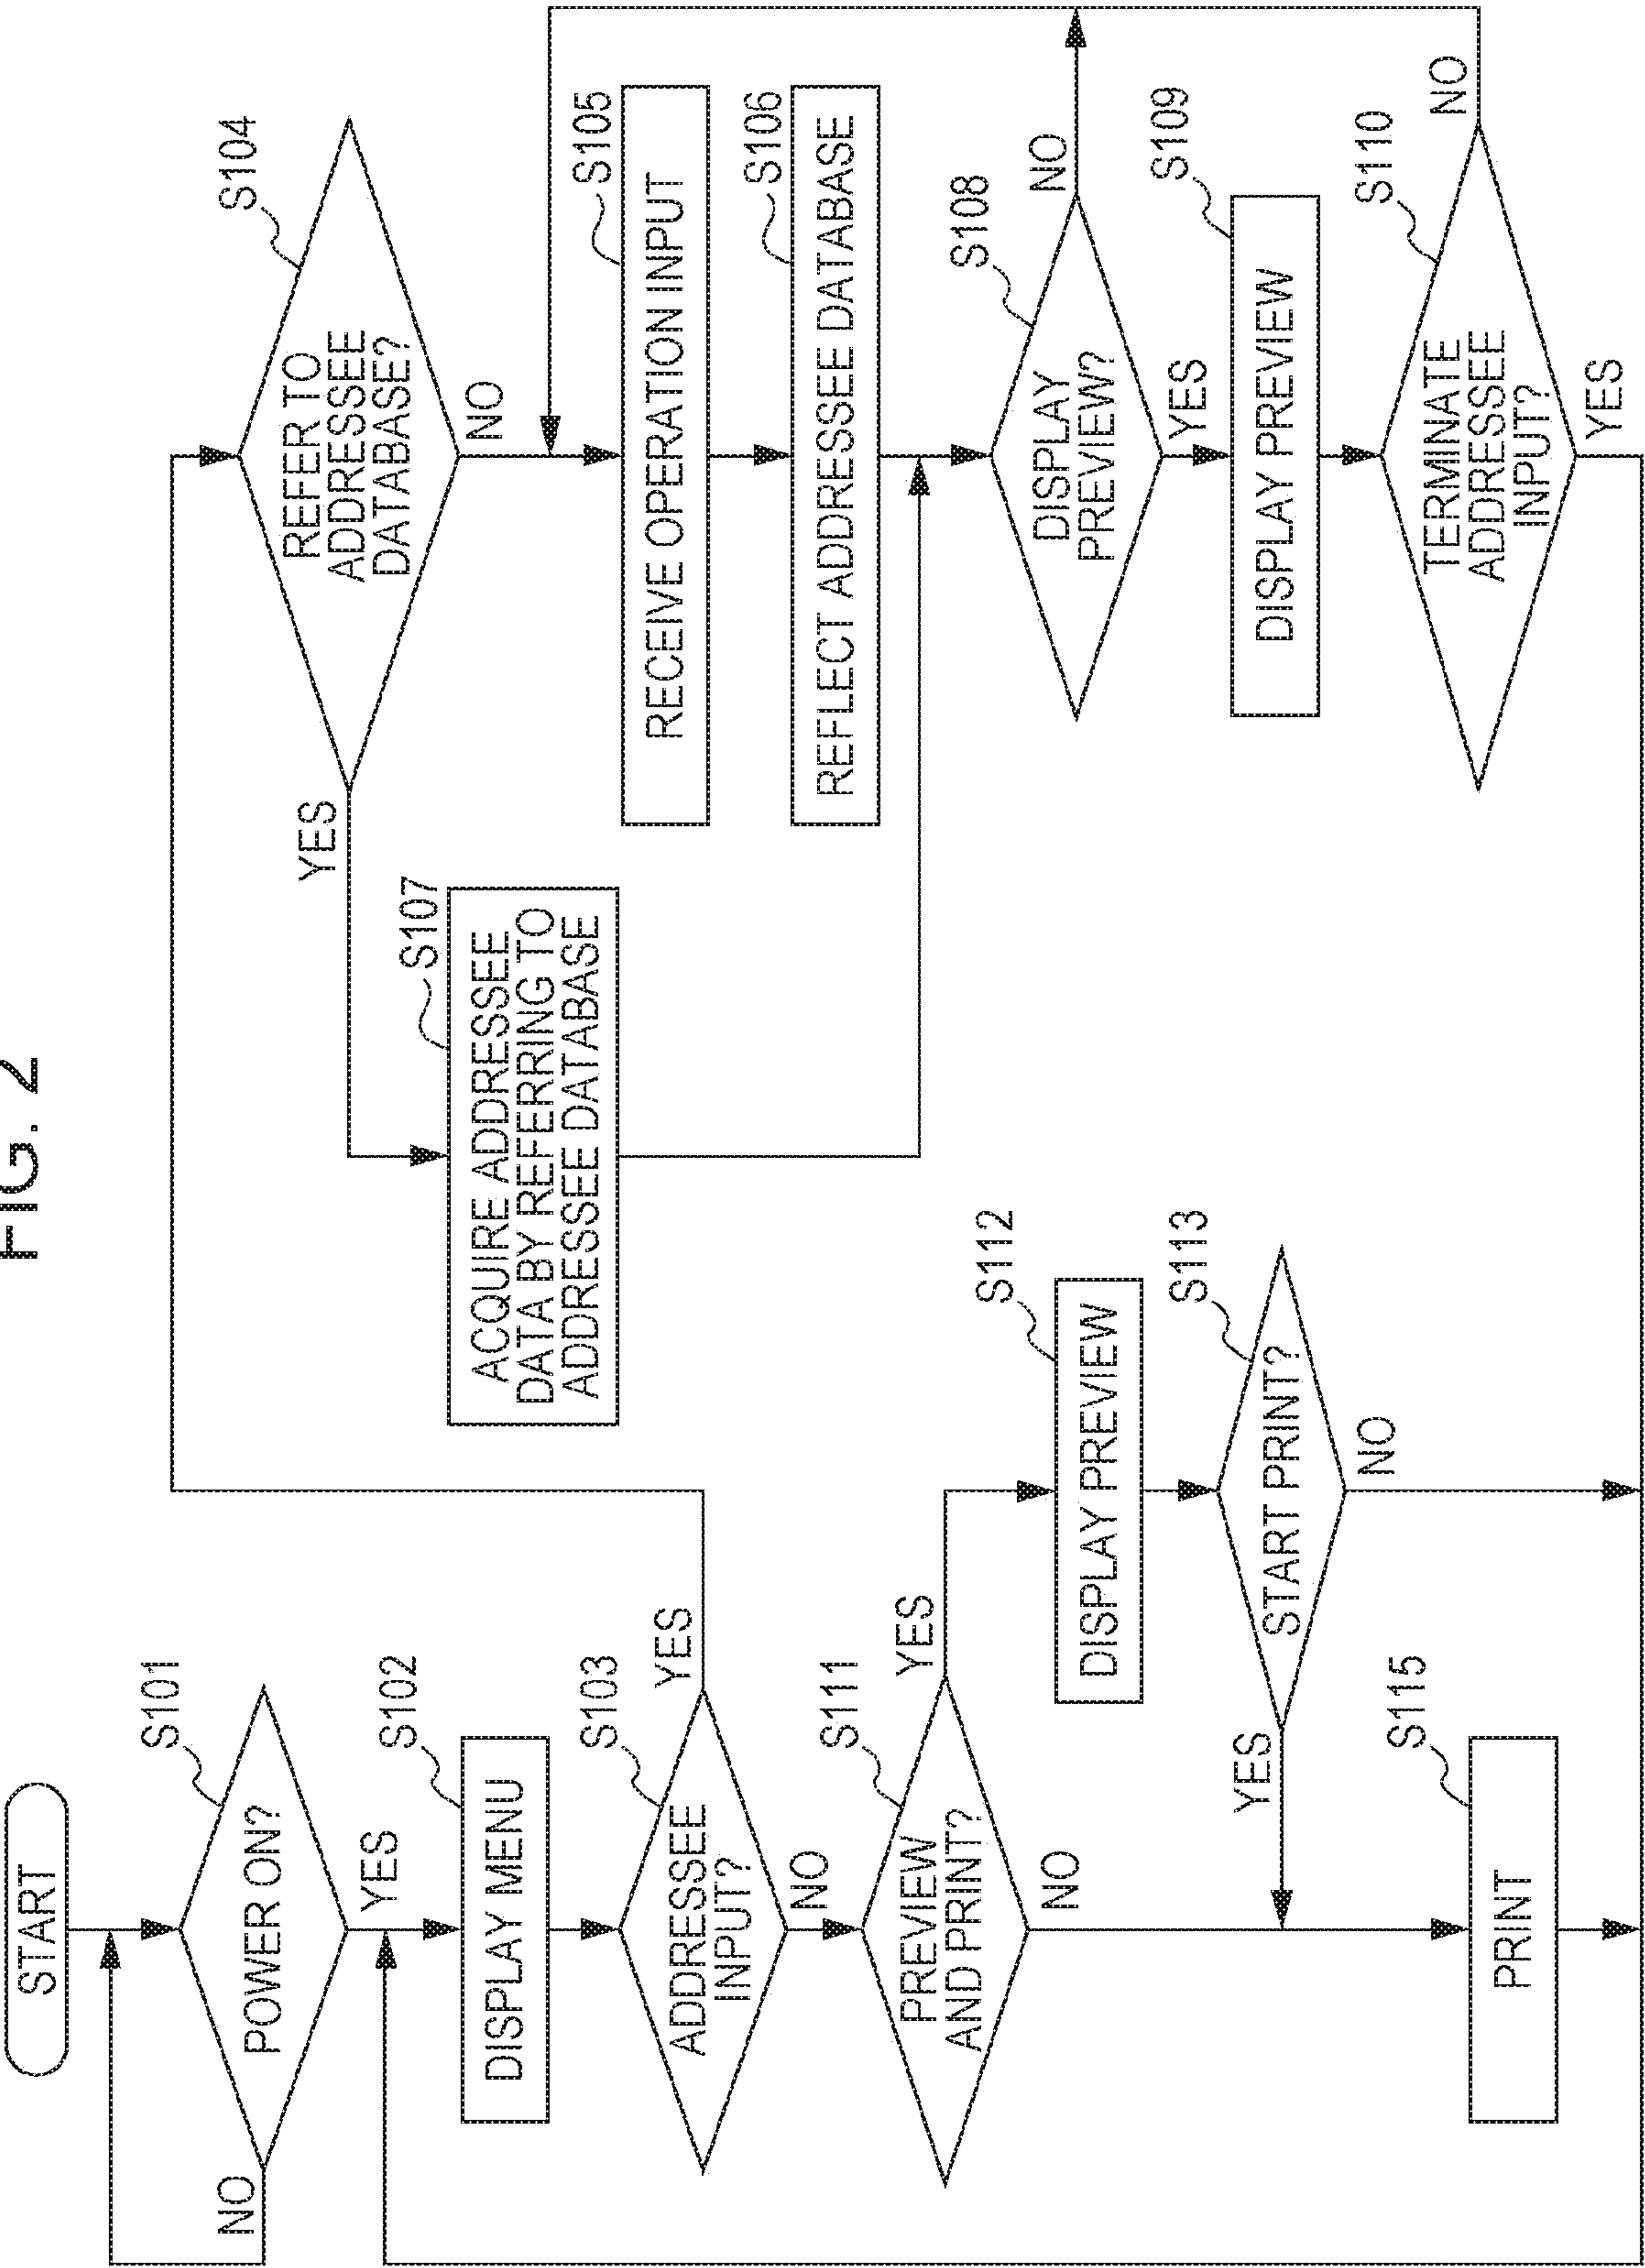 FIG. 2
START
S101
POWER ON?
NO
YES
S102
DISPLAY MENU
S103
ADDRESSEE
INPUT?
YES
NO
S111
PREVIEW
AND PRINT?
YES
NO
S112
DISPLAY PREVIEW
S113
START PRINT?
YES
NO
S115
PRINT
S104
REFER TO
ADDRESSEE
DATABASE?
YES
NO
S107
ACQUIRE ADDRESSEE
DATA BY REFERRING TO
ADDRESSEE DATABASE
S105
RECEIVE OPERATION INPUT
S106
REFLECT ADDRESSEE DATABASE
S108
DISPLAY
PREVIEW?
NO
YES
S109
DISPLAY PREVIEW
S110
TERMINATE
ADDRESSEE
INPUT?
NO
YES